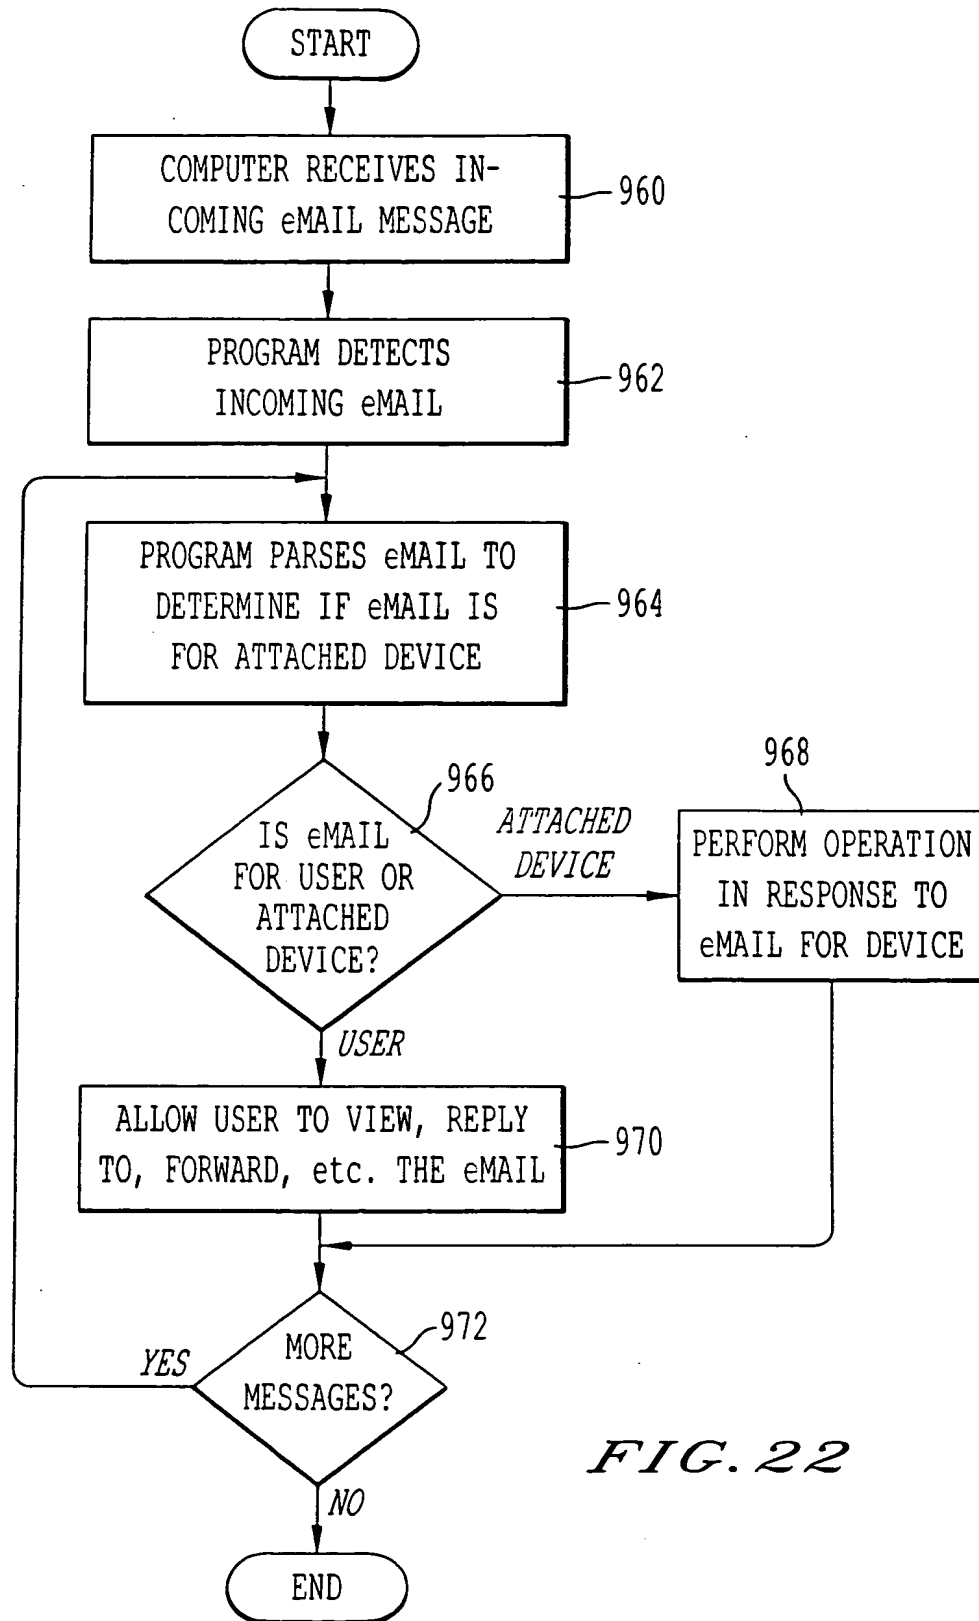 START
COMPUTER RECEIVES IN-
COMING eMAIL MESSAGE
960
PROGRAM DETECTS
INCOMING eMAIL
962
PROGRAM PARSES eMAIL TO
DETERMINE IF eMAIL IS
FOR ATTACHED DEVICE
964
966
IS eMAIL
FOR USER OR
ATTACHED
DEVICE?
ATTACHED
DEVICE
968
PERFORM OPERATION
IN RESPONSE TO
eMAIL FOR DEVICE
USER
ALLOW USER TO VIEW, REPLY
TO, FORWARD, etc. THE eMAIL
970
972
MORE
MESSAGES?
YES
NO
END
FIG. 22